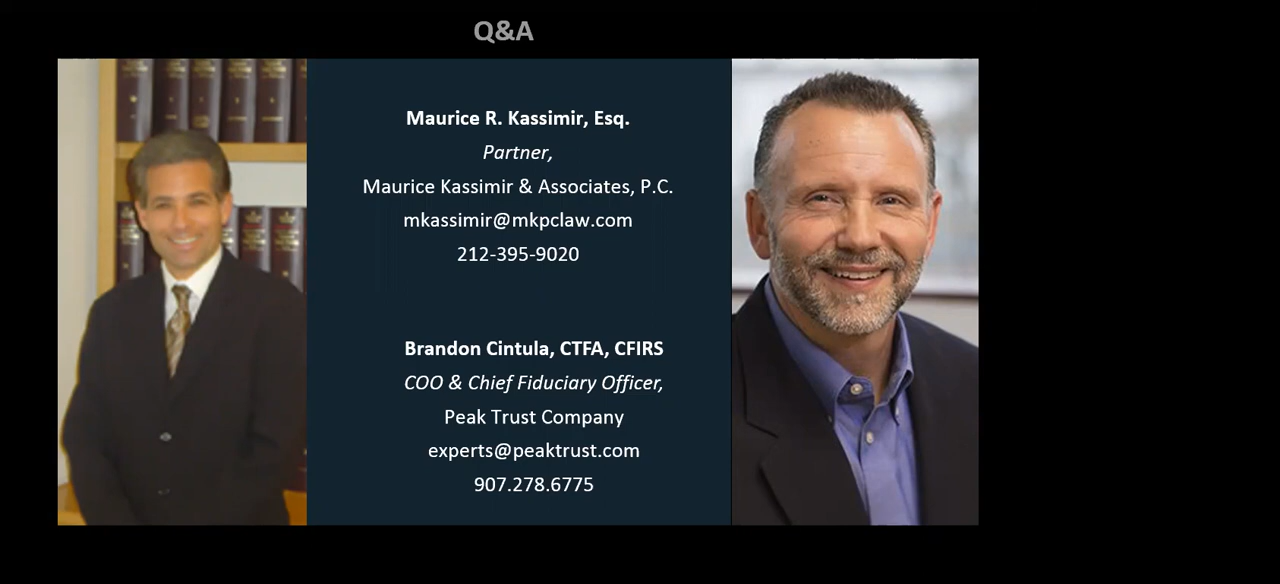 Q&A
Maurice R. Kassimir, Esq.
Partner,
Maurice Kassimir & Associates, P.C.
mkassimir@mkpclaw.com
212-395-9020
Brandon Cintula, CTFA, CFIRS
COO & Chief Fiduciary Officer,
Peak Trust Company
experts@peaktrust.com
907.278.6775